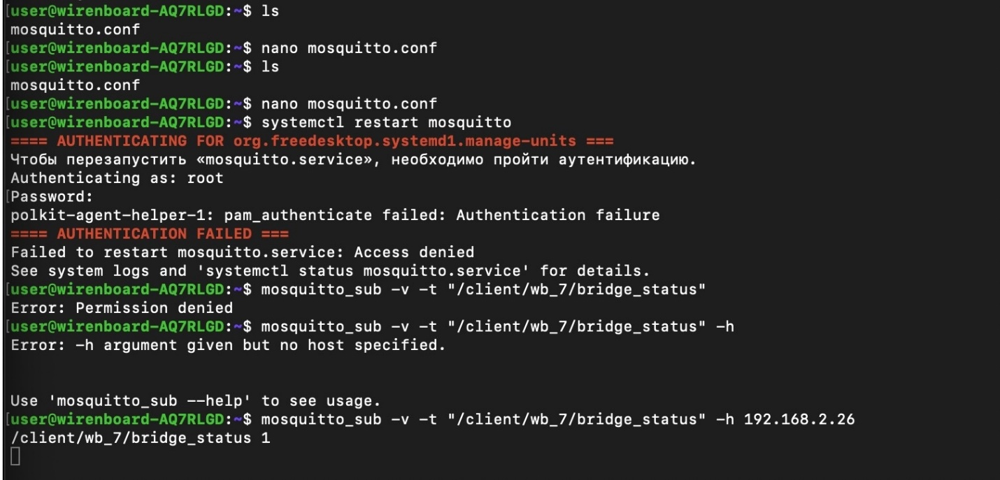 [user@wirenboard-AQ7RLGD:~$ ls
mosquitto.conf
[user@wirenboard-AQ7RLGD:~$ nano mosquitto.conf
[user@wirenboard-AQ7RLGD:~$ ls
mosquitto.conf
[user@wirenboard-AQ7RLGD:~$ nano mosquitto.conf
[user@wirenboard-AQ7RLGD:~$ systemctl restart mosquitto
==== AUTHENTICATING FOR org.freedesktop.systemd1.manage-units ===
Чтобы перезапустить «mosquitto.service», необходимо пройти аутентификацию.
Authenticating as: root
[Password:
polkit-agent-helper-1: pam_authenticate failed: Authentication failure
==== AUTHENTICATION FAILED ===
Failed to restart mosquitto.service: Access denied
See system logs and 'systemctl status mosquitto.service' for details.
[user@wirenboard-AQ7RLGD:~$ mosquitto_sub -v -t "/client/wb_7/bridge_status"
Error: Permission denied
[user@wirenboard-AQ7RLGD:~$ mosquitto_sub -v -t "/client/wb_7/bridge_status" -h
Error: -h argument given but no host specified.
Use 'mosquitto_sub --help' to see usage.
[user@wirenboard-AQ7RLGD:~$ mosquitto_sub -v -t "/client/wb_7/bridge_status" -h 192.168.2.26
/client/wb_7/bridge_status 1